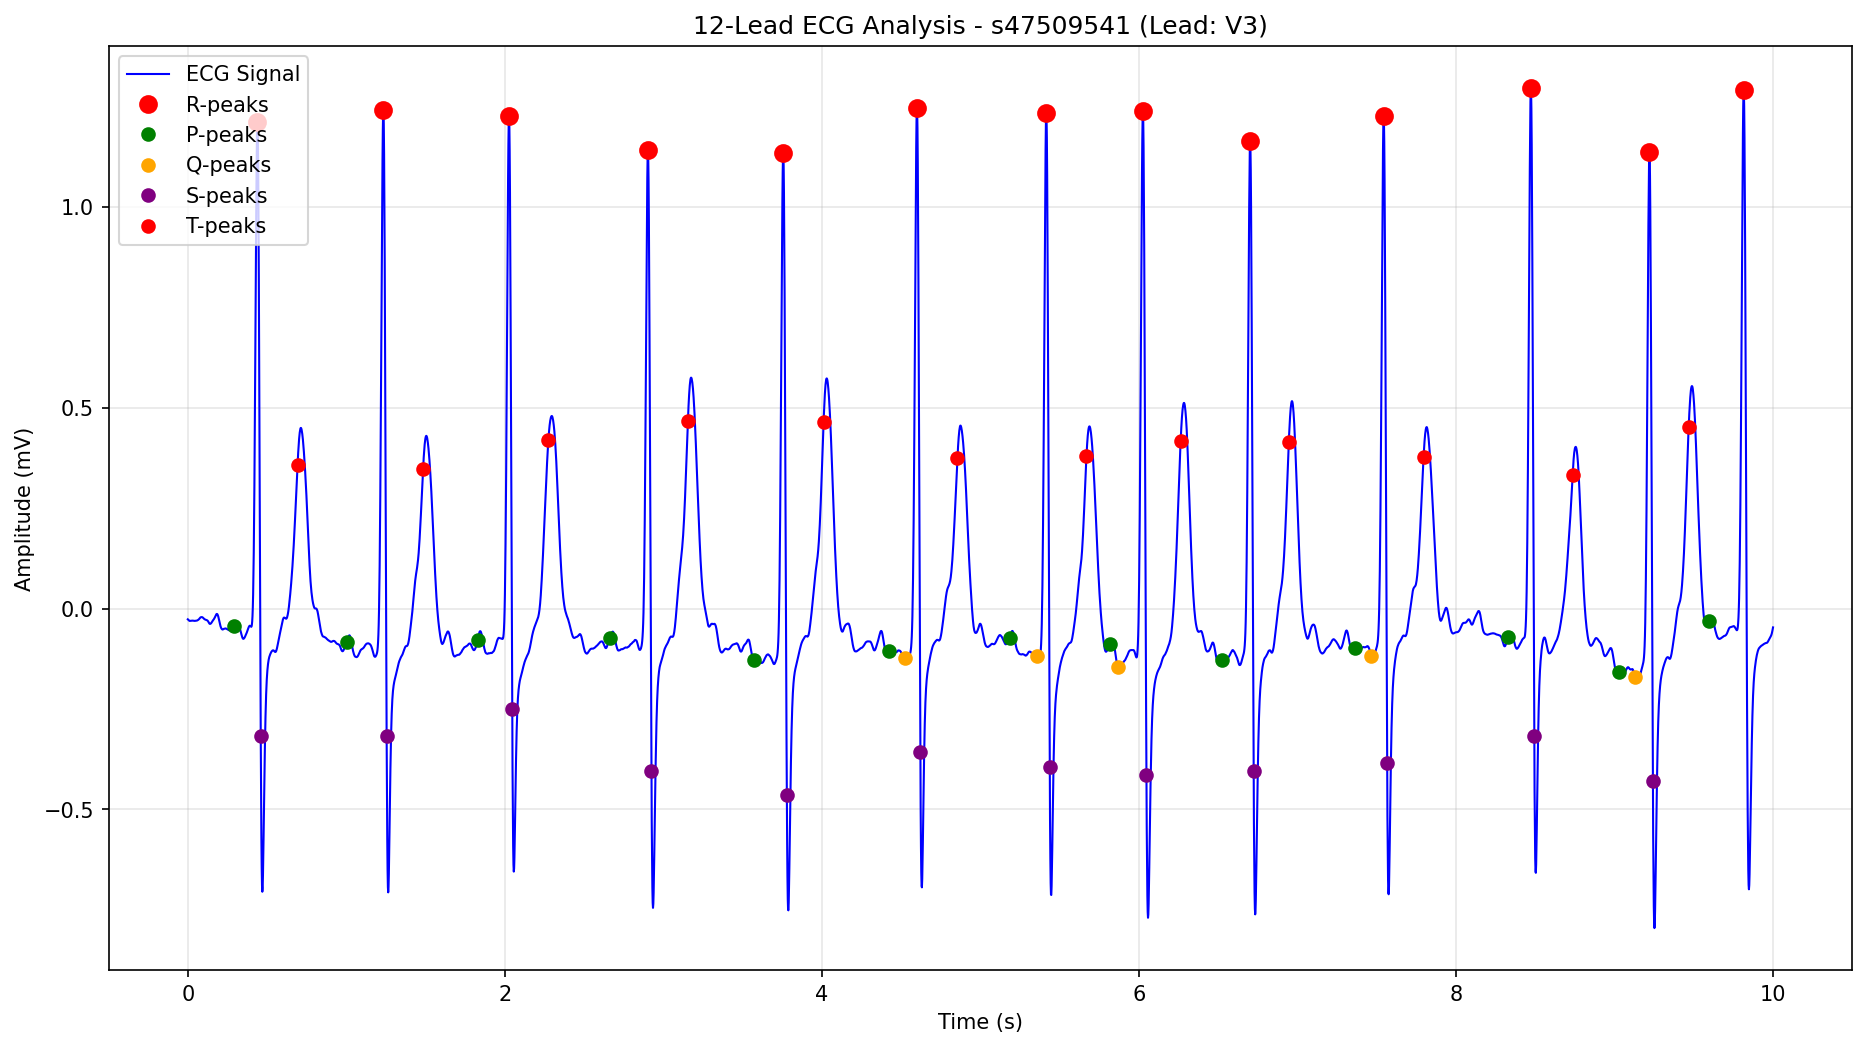 12-Lead ECG Analysis - s47509541 (Lead: V3)
ECG Signal
R-peaks
P-peaks
Q-peaks
S-peaks
T-peaks
Amplitude (mV)
1.0
0.5
0.0
−0.5
0
2
4
6
8
10
Time (s)